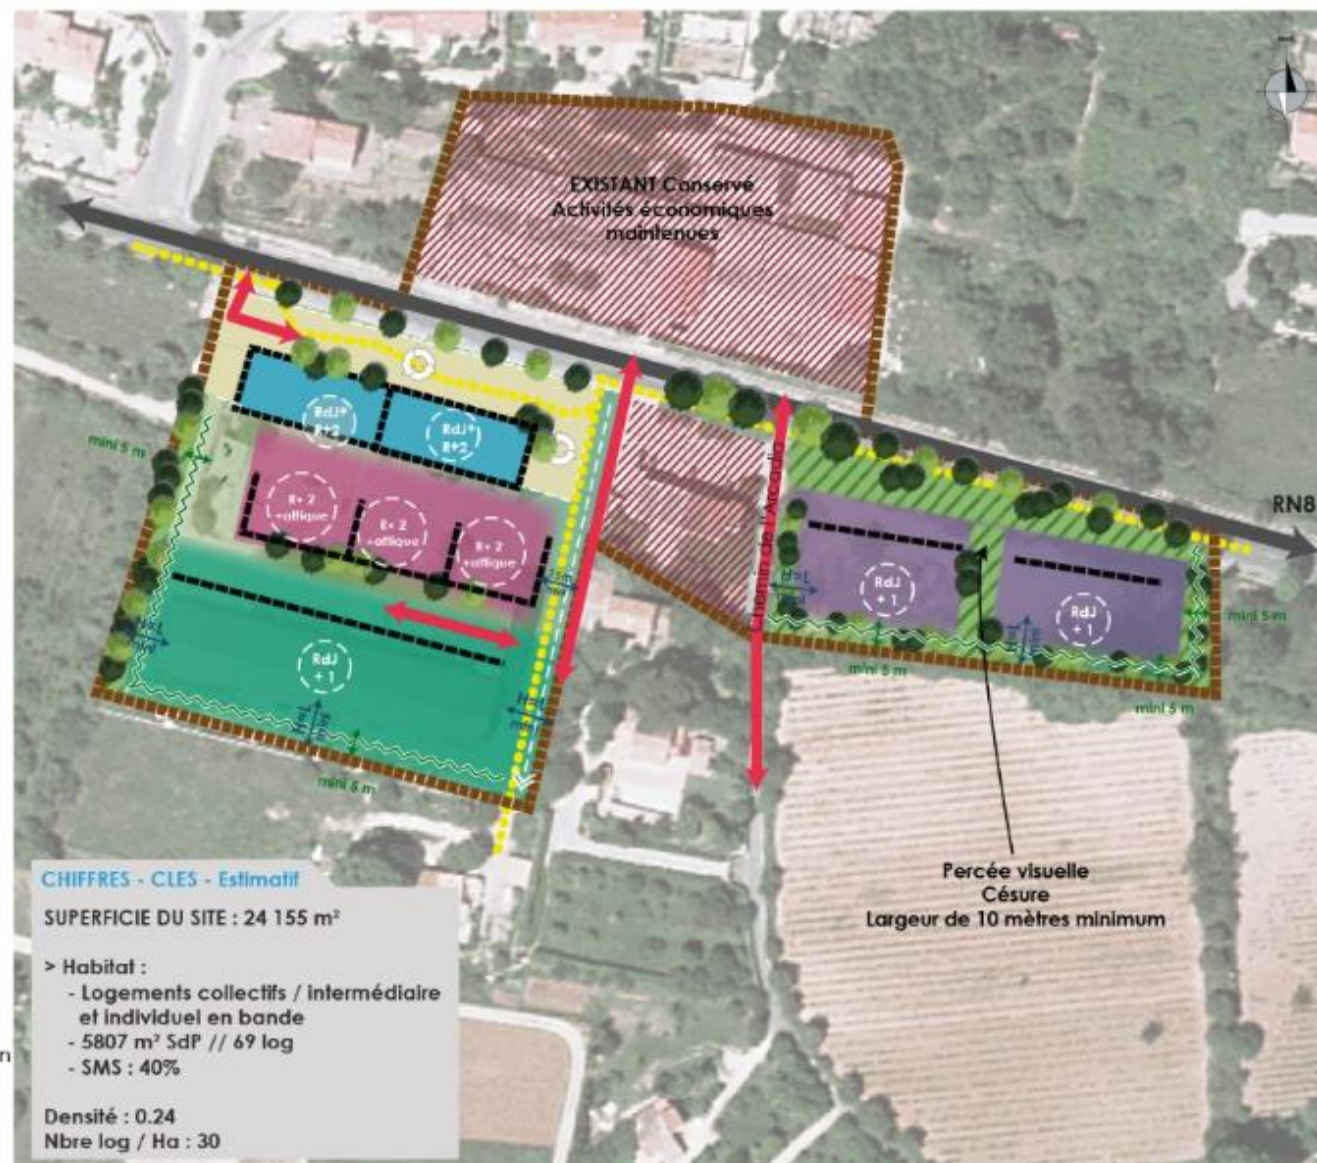 EXISTANT Conservé
Activités économiques
maintenues
RN8
RdJ+
R+2
RdJ+
R+2
mini 5 m
R+ 2
+attique
R+ 2
+attique
R+ 2
+attique
Chemin de l'Arcadia
RdJ
+ 1
RdJ
+ 1
mini 5 m
RdJ
+ 1
mini 5 m
mini 5 m
mini 5 m
Percée visuelle
Césure
Largeur de 10 mètres minimum
CHIFFRES - CLES - Estimatif
SUPERFICIE DU SITE : 24 155 m²
> Habitat :
- Logements collectifs / intermédiaire
et individuel en bande
- 5807 m² SdP // 69 log
- SMS : 40%
Densité : 0.24
Nbre log / Ha : 30
n